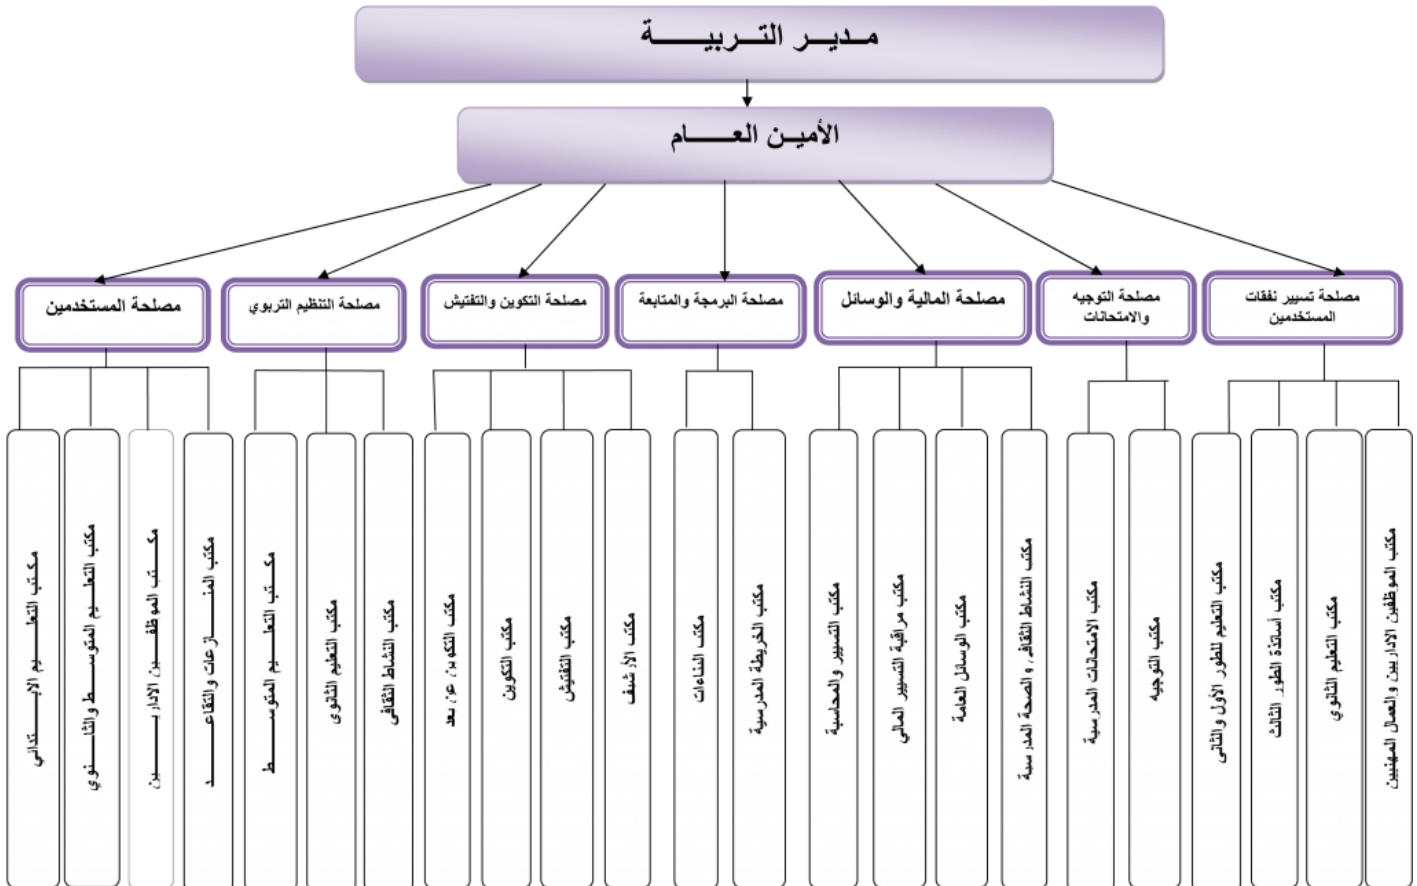 مدير التربية
الأمين العام
مصلحة تسيير نفقات
المستخدمين
مصلحة التوجيه
والامتحانات
مصلحة المالية والوسائل
مصلحة البرمجة والمتابعة
مصلحة التكوين والتفتيش
مصلحة التنظيم التربوي
مصلحة المستخدمين
مكتب الموظفين الاداريين والعمال المهنيين
مكتب التعليم الثانوي
مكتب أساتذة الطور الثالث
مكتب التعليم للطور الأول والثاني
مكتب التوجيه
مكتب الامتحانات المدرسية
مكتب النشاط الثقافي والصحة المدرسية
مكتب الوسائل العامة
مكتب مراقبة التسيير المالي
مكتب التسيير والمحاسبة
مكتب الخريطة المدرسية
مكتب البناءات
مكتب الأرشيف
مكتب التفتيش
مكتب التكوين
مكتب التكوين عن بعد
مكتب النشاط الثقافي
مكتب التعليم الثانوي
مكتب التعليم المتوسط
مكتب المنازعات والتقاعد
مكتب الموظفين الاداريين
مكتب التعليم المتوسط والثانوي
مكتب التعليم الابتدائي